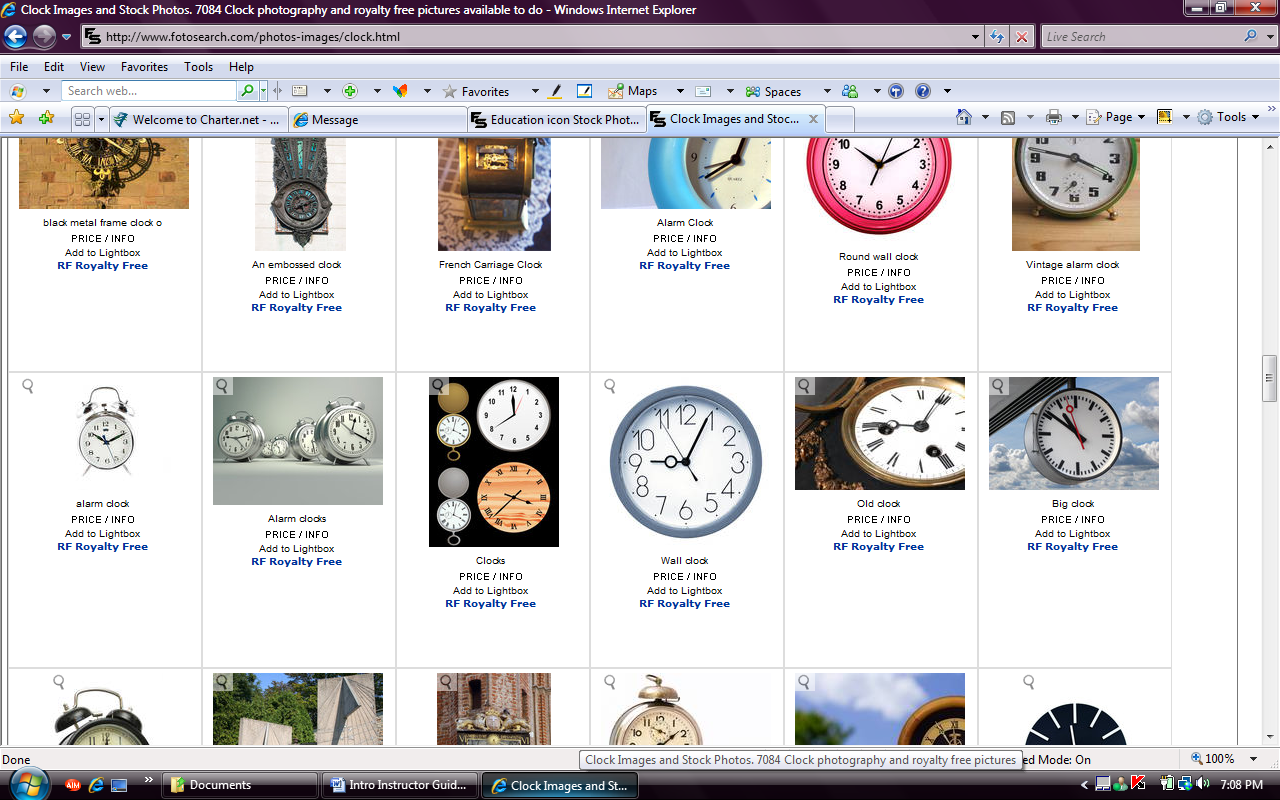 Clock Images and Stock Photos. 7084 Clock photography and royalty free pictures available to do - Windows Internet Explorer
http://www.fotosearch.com/photos-images/clock.html
Live Search
File Edit View Favorites Tools Help
Search web...
Favorites
Maps
Spaces
Welcome to Charter.net - ...
Message
Education icon Stock Phot...
Clock Images and Stoc...
Page
Tools
black metal frame clock o
PRICE / INFO
Add to Lightbox
RF Royalty Free
An embossed clock
PRICE / INFO
Add to Lightbox
RF Royalty Free
French Carriage Clock
PRICE / INFO
Add to Lightbox
RF Royalty Free
Alarm Clock
PRICE / INFO
Add to Lightbox
RF Royalty Free
Round wall clock
PRICE / INFO
Add to Lightbox
RF Royalty Free
Vintage alarm clock
PRICE / INFO
Add to Lightbox
RF Royalty Free
alarm clock
PRICE / INFO
Add to Lightbox
RF Royalty Free
Alarm clocks
PRICE / INFO
Add to Lightbox
RF Royalty Free
Clocks
PRICE / INFO
Add to Lightbox
RF Royalty Free
Wall clock
PRICE / INFO
Add to Lightbox
RF Royalty Free
Old clock
PRICE / INFO
Add to Lightbox
RF Royalty Free
Big clock
PRICE / INFO
Add to Lightbox
RF Royalty Free
Done
Clock Images and Stock Photos. 7084 Clock photography and royalty free pictures
ed Mode: On
100%
Documents
Intro Instructor Guid...
Clock Images and St...
7:08 PM